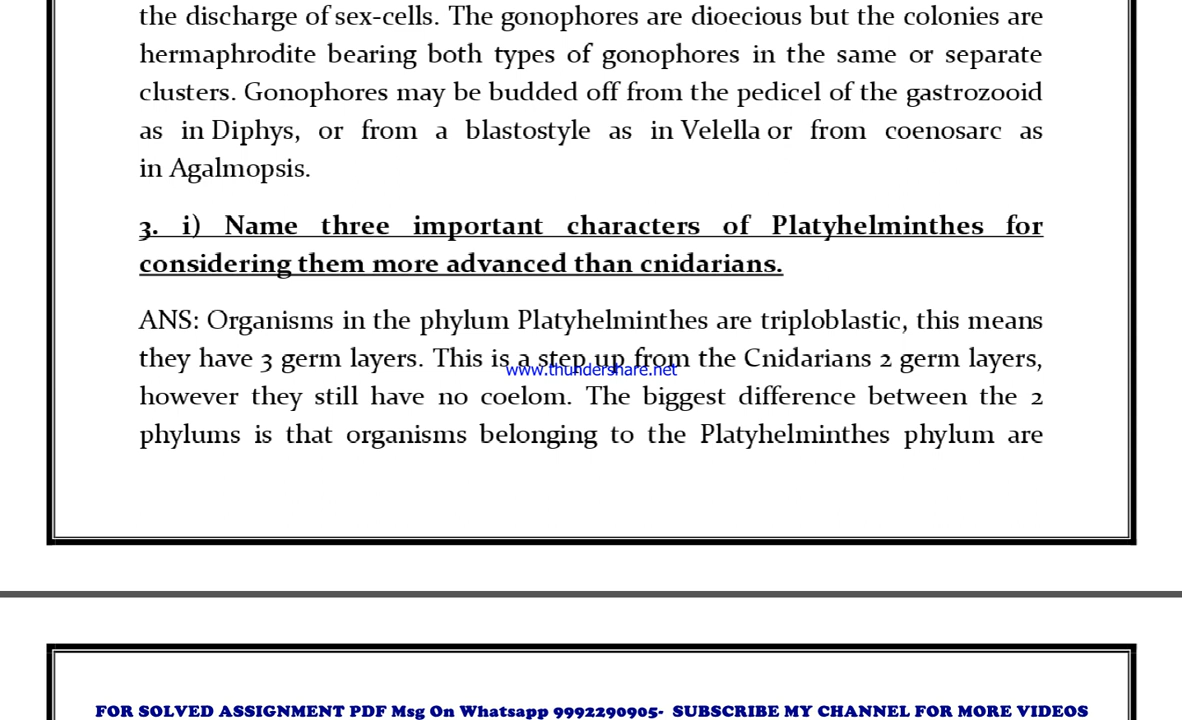 the discharge of sex-cells. The gonophores are dioecious but the colonies are
hermaphrodite bearing both types of gonophores in the same or separate
clusters. Gonophores may be budded off from the pedicel of the gastrozooid
as in Diphys, or from a blastostyle as in Velella or from coenosarc as
in Agalmopsis.
3. i) Name three important characters of Platyhelminthes for
considering them more advanced than cnidarians.
ANS: Organisms in the phylum Platyhelminthes are triploblastic, this means
they have 3 germ layers. This is a step up from the Cnidarians 2 germ layers,
www.thundershare.net
however they still have no coelom. The biggest difference between the 2
phylums is that organisms belonging to the Platyhelminthes phylum are
FOR SOLVED ASSIGNMENT PDF Msg On Whatsapp 9992290905- SUBSCRIBE MY CHANNEL FOR MORE VIDEOS